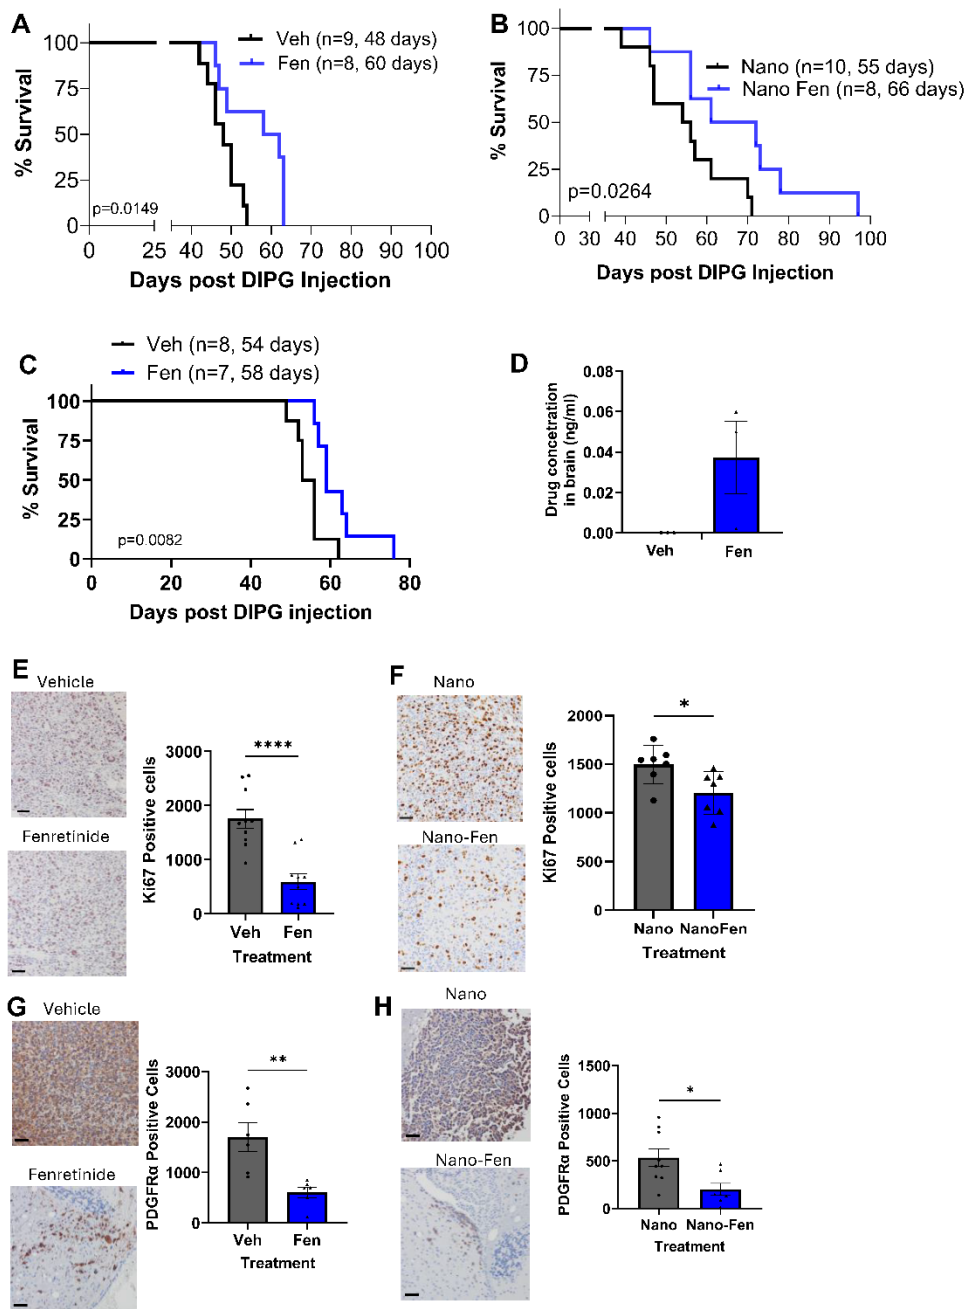 A
Veh (n=9, 48 days)
Fen (n=8, 60 days)
% Survival
100
75
50
25
0
p=0.0149
0 25 40 50 60 70 80 90 100
Days post DIPG Injection
B
Nano (n=10, 55 days)
Nano Fen (n=8, 66 days)
% Survival
100
75
50
25
0
p=0.0264
0 30 40 50 60 70 80 90 100
Days post DIPG Injection
C
Veh (n=8, 54 days)
Fen (n=7, 58 days)
% Survival
100
75
50
25
0
p=0.0082
0 20 40 60 80
Days post DIPG injection
D
Drug concetration
in brain (ng/ml)
0.08
0.06
0.04
0.02
0.00
Veh Fen
E
Vehicle
Fenretinide
Ki67 Positive cells
3000
2000
1000
0
****
Veh Fen
Treatment
F
Nano
Nano-Fen
Ki67 Positive cells
2000
1500
1000
500
0
*
Nano NanoFen
Treatment
G
Vehicle
Fenretinide
PDGFRα Positive Cells
3000
2000
1000
0
**
Veh Fen
Treatment
H
Nano
Nano-Fen
PDGFRα Positive Cells
1500
1000
500
0
*
Nano Nano-Fen
Treatment